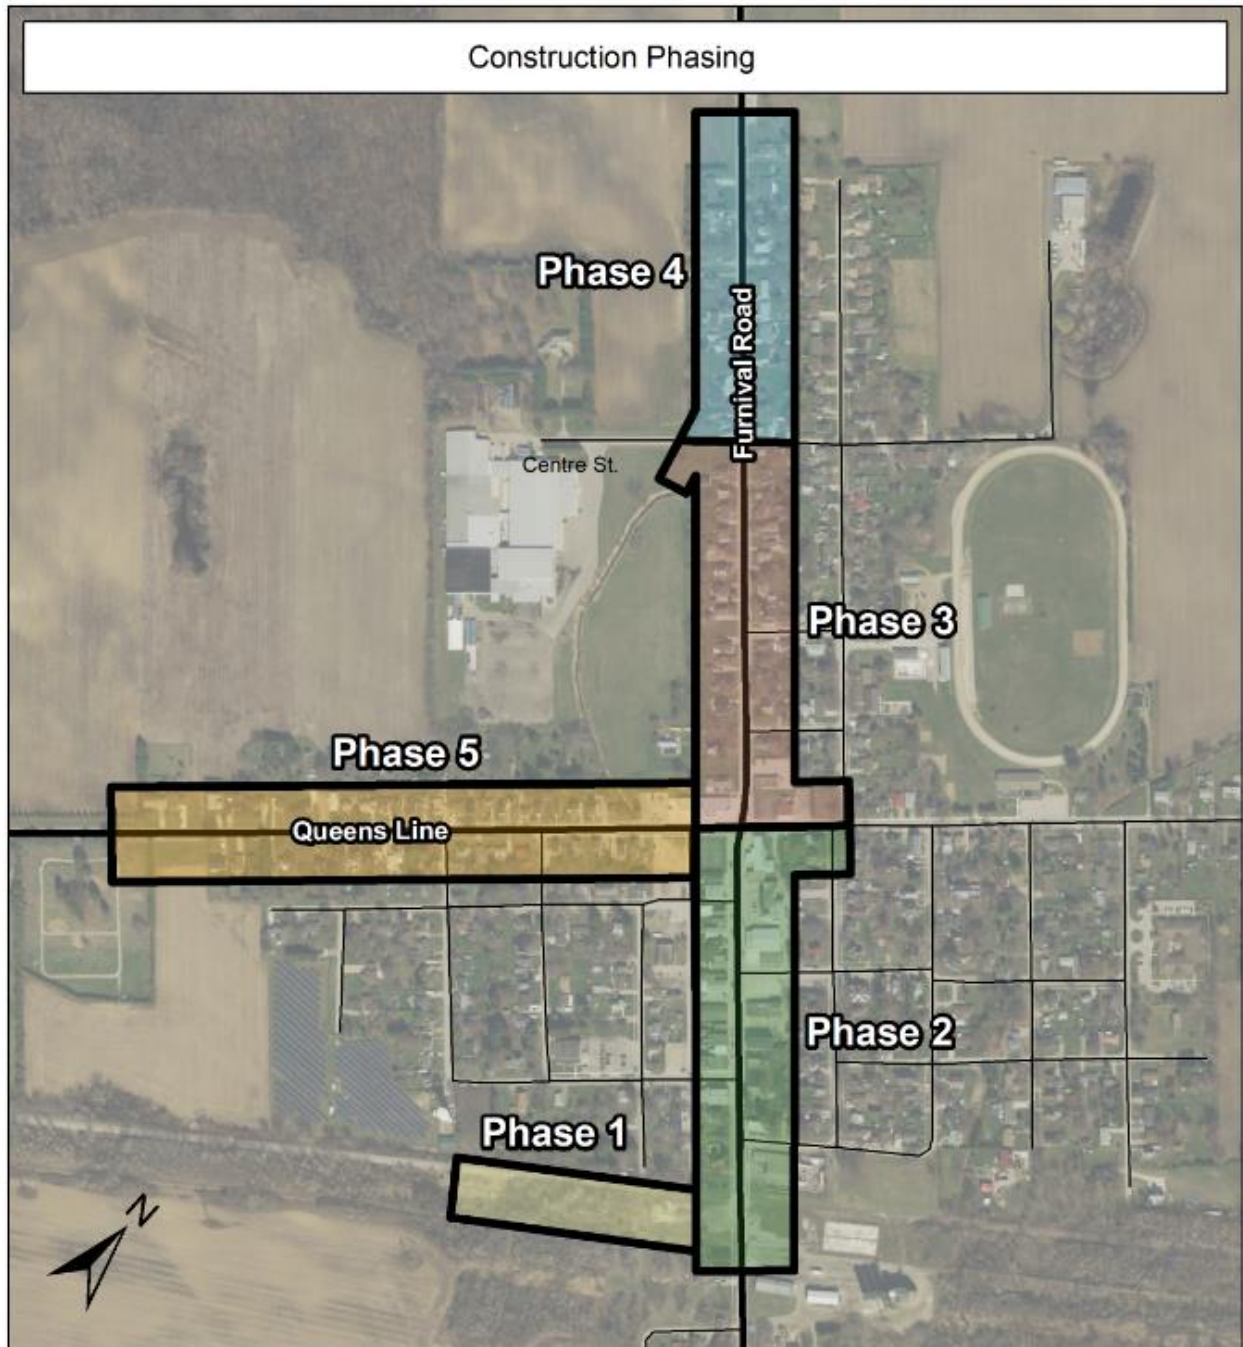 Construction Phasing
Phase 4
Furnival Road
Centre St.
Phase 3
Phase 5
Queens Line
Phase 2
Phase 1
N